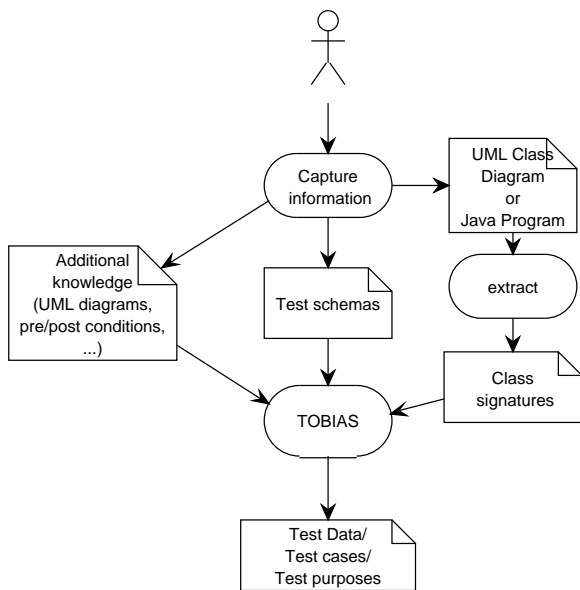 Capture
information
UML Class
Diagram
or
Java Program
Additional
knowledge
(UML diagrams,
pre/post conditions,
...)
Test schemas
extract
Class
signatures
TOBIAS
Test Data/
Test cases/
Test purposes